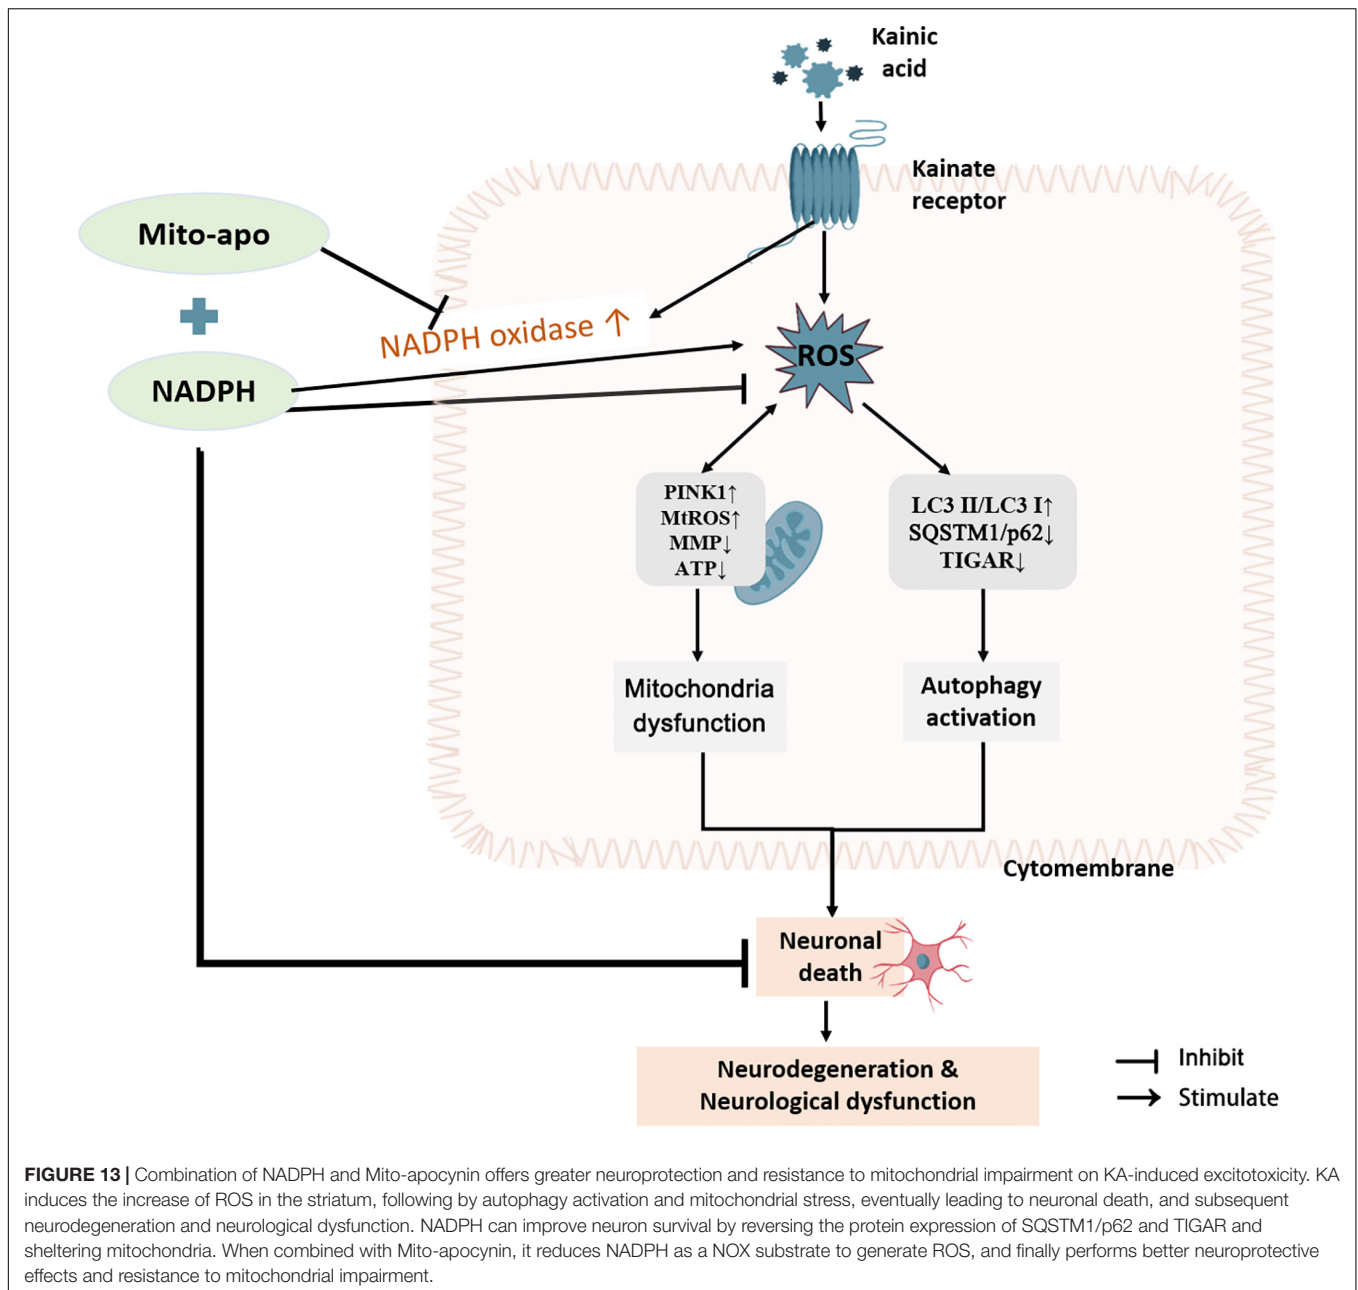 Kainic
acid
Kainate
receptor
Mito-apo
NADPH oxidase ↑
NADPH
ROS
PINK1↑
MtROS↑
MMP↓
ATP↓
LC3 II/LC3 I↑
SQSTM1/p62↓
TIGAR↓
Mitochondria
dysfunction
Autophagy
activation
Cytomembrane
Neuronal
death
Neurodegeneration &
Neurological dysfunction
Inhibit
Stimulate
FIGURE 13 | Combination of NADPH and Mito-apocynin offers greater neuroprotection and resistance to mitochondrial impairment on KA-induced excitotoxicity. KA
induces the increase of ROS in the striatum, following by autophagy activation and mitochondrial stress, eventually leading to neuronal death, and subsequent
neurodegeneration and neurological dysfunction. NADPH can improve neuron survival by reversing the protein expression of SQSTM1/p62 and TIGAR and
sheltering mitochondria. When combined with Mito-apocynin, it reduces NADPH as a NOX substrate to generate ROS, and finally performs better neuroprotective
effects and resistance to mitochondrial impairment.